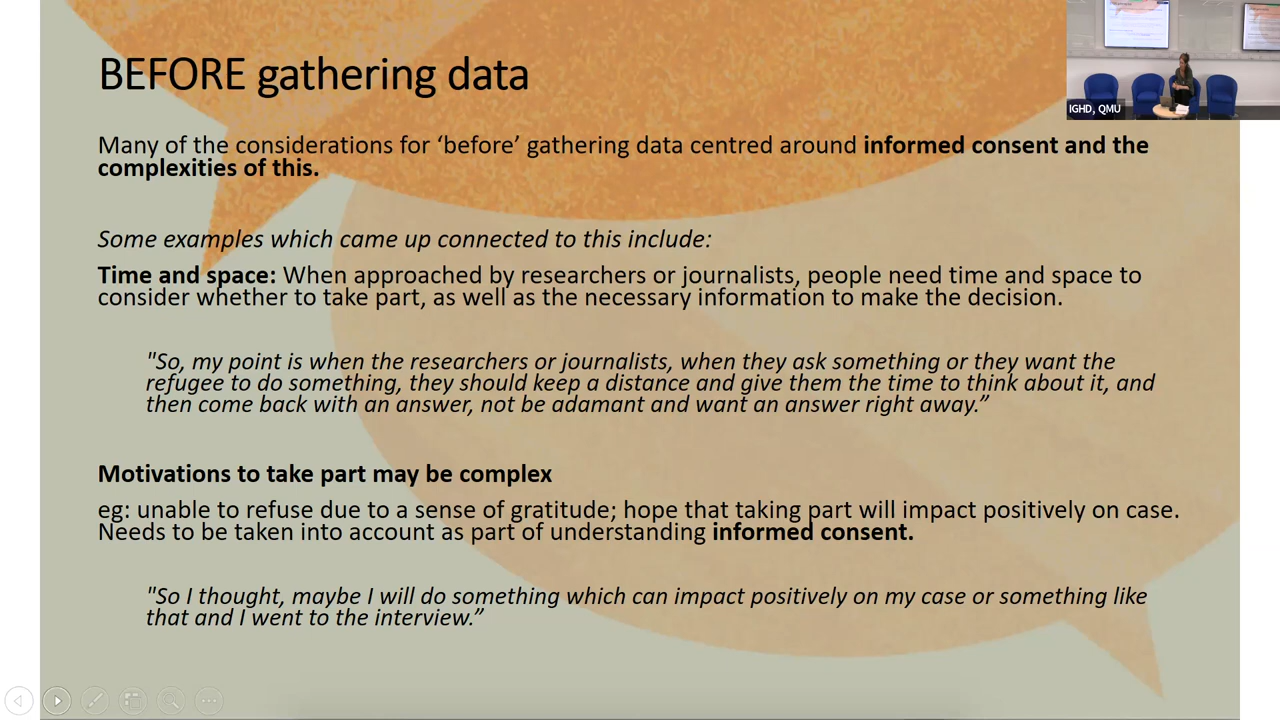 BEFORE gathering data
IGHD, QMU
Many of the considerations for ‘before’ gathering data centred around informed consent and the
complexities of this.
Some examples which came up connected to this include:
Time and space: When approached by researchers or journalists, people need time and space to
consider whether to take part, as well as the necessary information to make the decision.
"So, my point is when the researchers or journalists, when they ask something or they want the
refugee to do something, they should keep a distance and give them the time to think about it, and
then come back with an answer, not be adamant and want an answer right away.”
Motivations to take part may be complex
eg: unable to refuse due to a sense of gratitude; hope that taking part will impact positively on case.
Needs to be taken into account as part of understanding informed consent.
"So I thought, maybe I will do something which can impact positively on my case or something like
that and I went to the interview.”